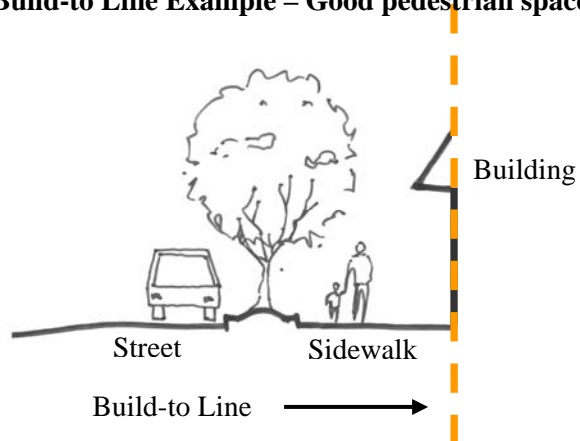 Build-to Line Example – Good pedestrian space
Building
Street
Sidewalk
Build-to Line